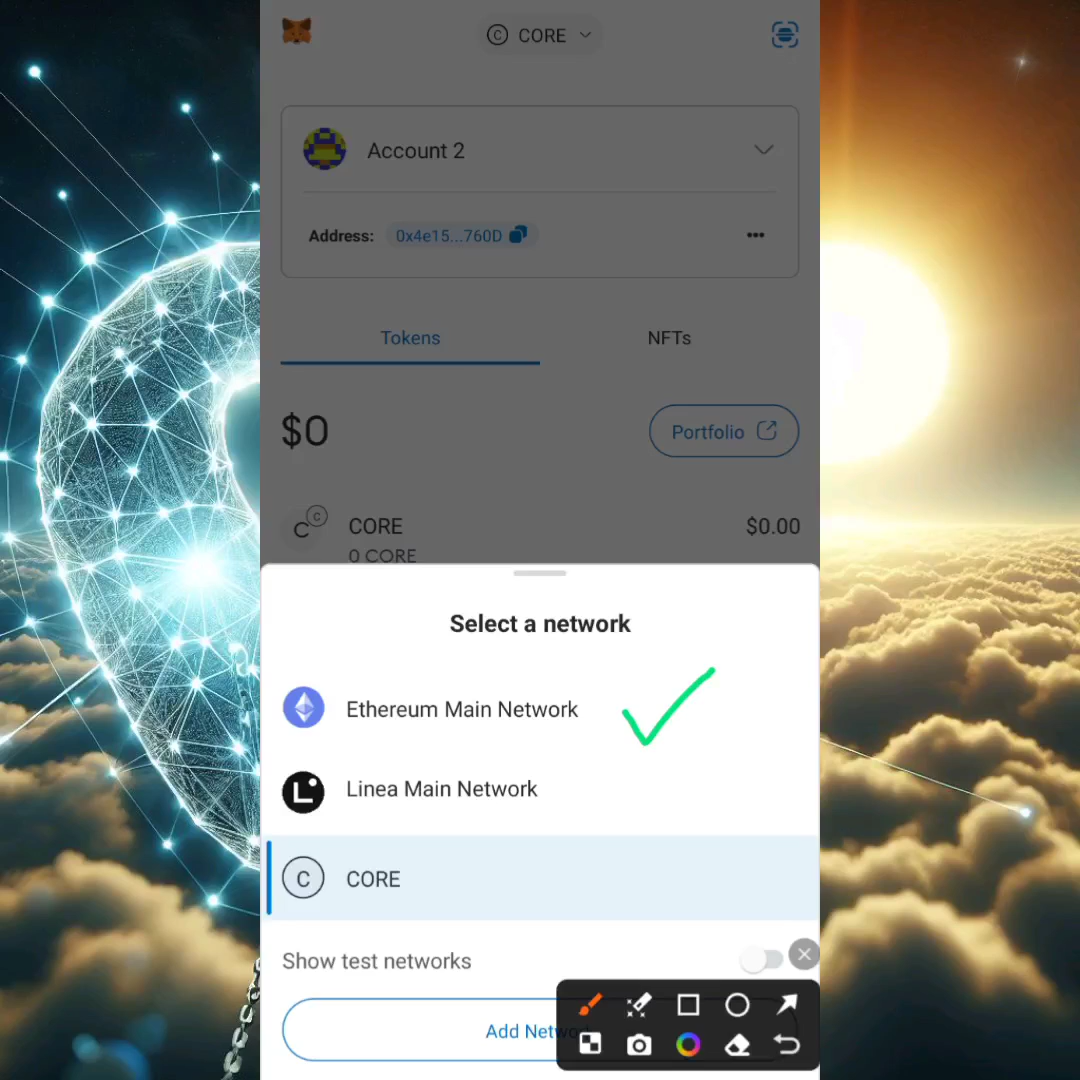 CORE
Account 2
Address: 0x4e15...760D
Tokens NFTs
$0 Portfolio
C C CORE $0.00
0 CORE
Select a network
Ethereum Main Network
Linea Main Network
C CORE
Show test networks
Add